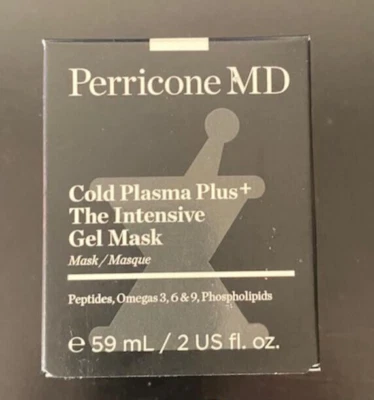 Perricone MD
Cold Plasma Plus+
The Intensive
Gel Mask
Mask/Masque
Peptides, Omegas 3, 6 & 9, Phospholipids
℮ 59 mL / 2 US fl. oz.